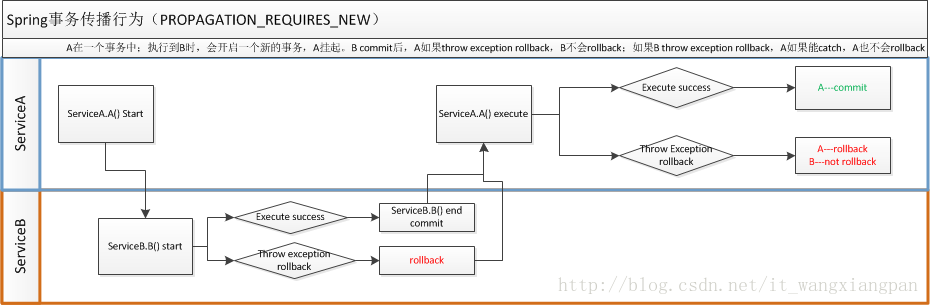 Spring事务传播行为（PROPAGATION_REQUIRES_NEW）
A在一个事务中；执行到B时，会开启一个新的事务，A挂起。B commit后，A如果throw exception rollback，B不会rollback；如果B throw exception rollback，A如果能catch，A也不会rollback
ServiceA
ServiceA.A() Start
ServiceA.A() execute
Execute success
A---commit
Throw Exception
rollback
A---rollback
B---not rollback
ServiceB
ServiceB.B() start
Execute success
ServiceB.B() end
commit
Throw exception
rollback
rollback
http://blog.csdn.net/it_wangxiangpan